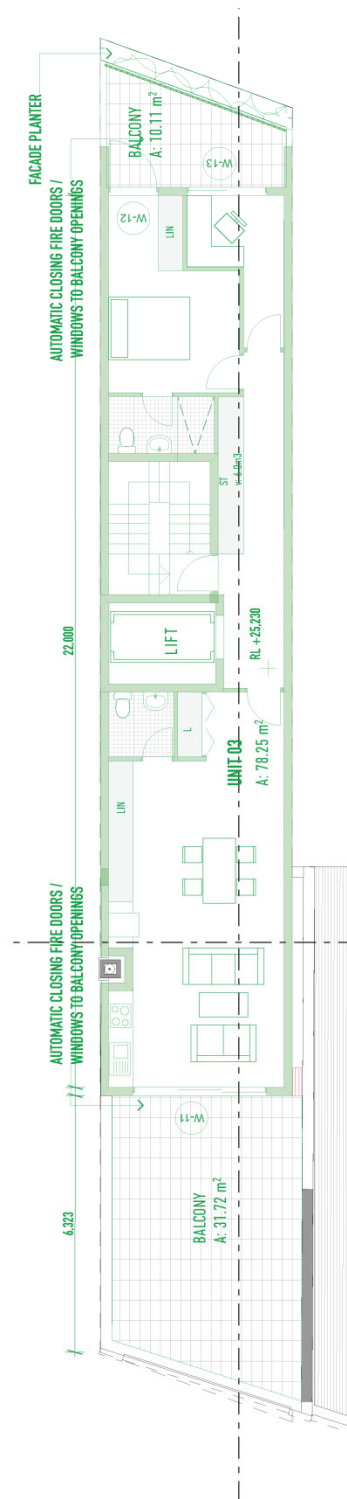 FACADE PLANTER
AUTOMATIC CLOSING FIRE DOORS /
WINDOWS TO BALCONY OPENINGS
BALCONY
A: 10.11 m²
W-13
W-12
LIN
ST
v: 6.0m3
22,000
LIFT
RL +25,230
UNIT 03
A: 78.25 m²
L
LIN
AUTOMATIC CLOSING FIRE DOORS /
WINDOWS TO BALCONY OPENINGS
W-11
BALCONY
A: 31.72 m²
6,323